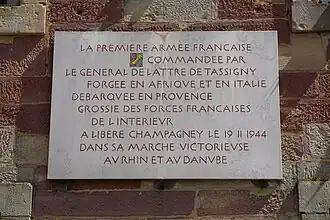 LA PREMIERE ARMEE FRANCAISE
COMMANDEE PAR
LE GENERAL DE LATTRE DE TASSIGNY
FORGEE EN AFRIQUE ET EN ITALIE
DEBARQUEE EN PROVENCE
GROSSIE DES FORCES FRANCAISES
DE L'INTERIEUR
A LIBERE CHAMPAGNEY LE 19 11 1944
DANS SA MARCHE VICTORIEUSE
AU RHIN ET AU DANUBE